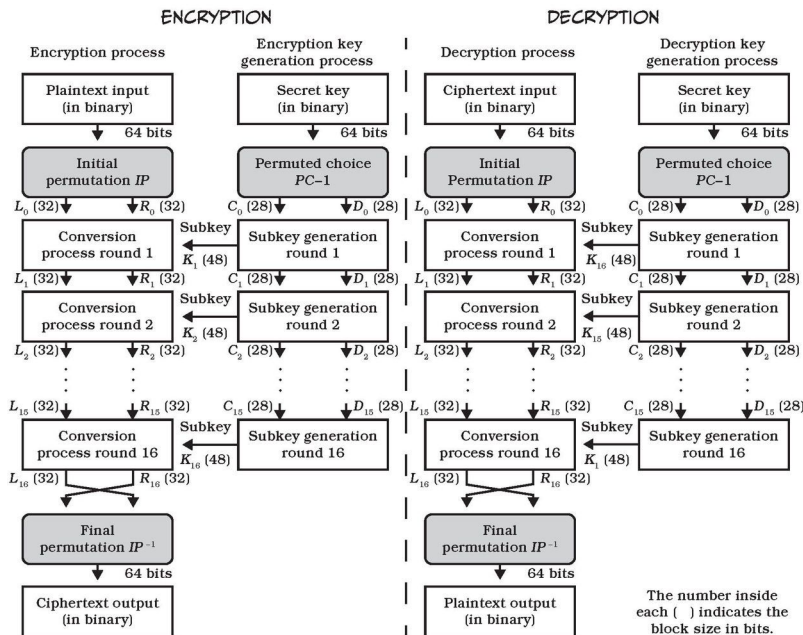 ENCRYPTION
DECRYPTION
Encryption process
Encryption key
generation process
Decryption process
Decryption key
generation process
Plaintext input
(in binary)
Secret key
(in binary)
Ciphertext input
(in binary)
Secret key
(in binary)
64 bits
64 bits
64 bits
64 bits
Initial
permutation IP
Permuted choice
PC-1
Initial
Permutation IP
Permuted choice
PC-1
L₀ (32)
R₀ (32)
C₀ (28)
D₀ (28)
L₀ (32)
R₀ (32)
C₀ (28)
D₀ (28)
Conversion
process round 1
Subkey
K₁ (48)
Subkey generation
round 1
Conversion
process round 1
Subkey
K₁₆ (48)
Subkey generation
round 1
L₁ (32)
R₁ (32)
C₁ (28)
D₁ (28)
L₁ (32)
R₁ (32)
C₁ (28)
D₁ (28)
Conversion
process round 2
Subkey
K₂ (48)
Subkey generation
round 2
Conversion
process round 2
Subkey
K₁₅ (48)
Subkey generation
round 2
L₂ (32)
R₂ (32)
C₂ (28)
D₂ (28)
L₂ (32)
R₂ (32)
C₂ (28)
D₂ (28)
L₁₅ (32)
R₁₅ (32)
C₁₅ (28)
D₁₅ (28)
L₁₅ (32)
R₁₅ (32)
C₁₅ (28)
D₁₅ (28)
Conversion
process round 16
Subkey
K₁₆ (48)
Subkey generation
round 16
Conversion
process round 16
Subkey
K₁ (48)
Subkey generation
round 16
L₁₆ (32)
R₁₆ (32)
L₁₆ (32)
R₁₆ (32)
Final
permutation IP⁻¹
Final
permutation IP⁻¹
64 bits
64 bits
Ciphertext output
(in binary)
Plaintext output
(in binary)
The number inside
each ( ) indicates the
block size in bits.